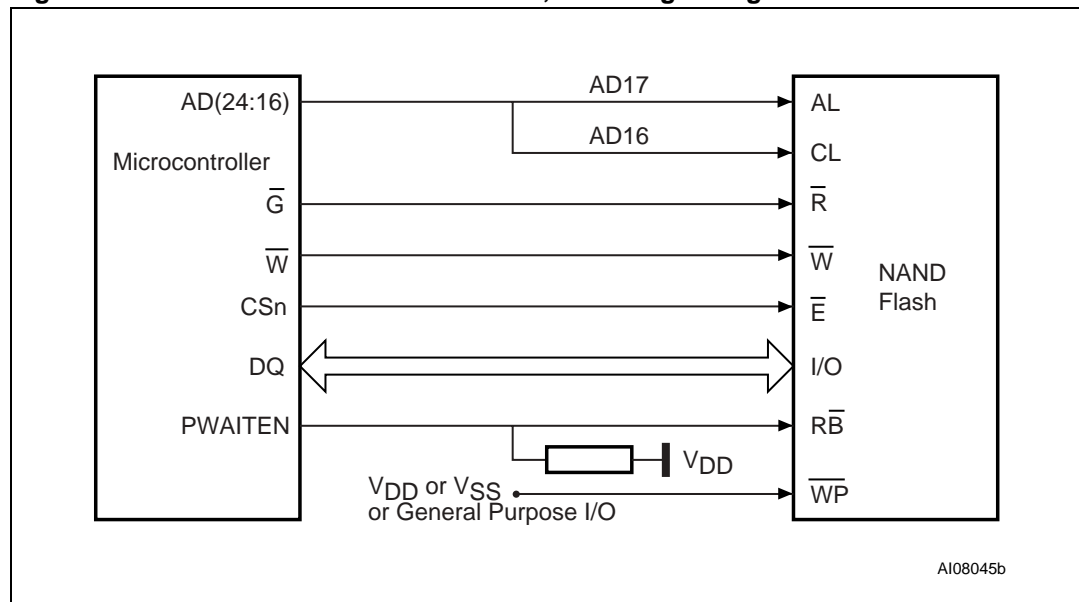 AD(24:16)
Microcontroller
G̅
W̅
CSn
DQ
PWAITEN
AD17
AD16
VDD
VDD or VSS
or General Purpose I/O
AL
CL
R̅
W̅
E̅
I/O
RB̅
W̅P̅
NAND
Flash
AI08045b